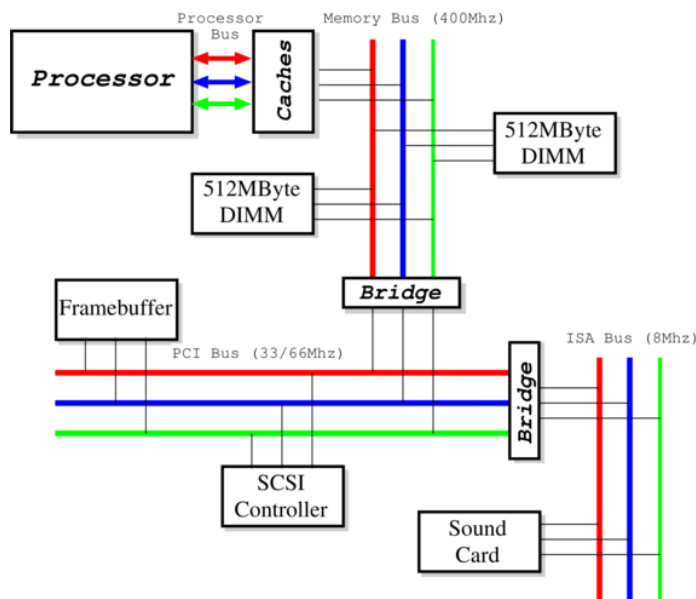 Processor
Bus
Memory Bus (400Mhz)
Processor
Caches
512MByte
DIMM
512MByte
DIMM
Bridge
Framebuffer
PCI Bus (33/66Mhz)
ISA Bus (8Mhz)
Bridge
SCSI
Controller
Sound
Card